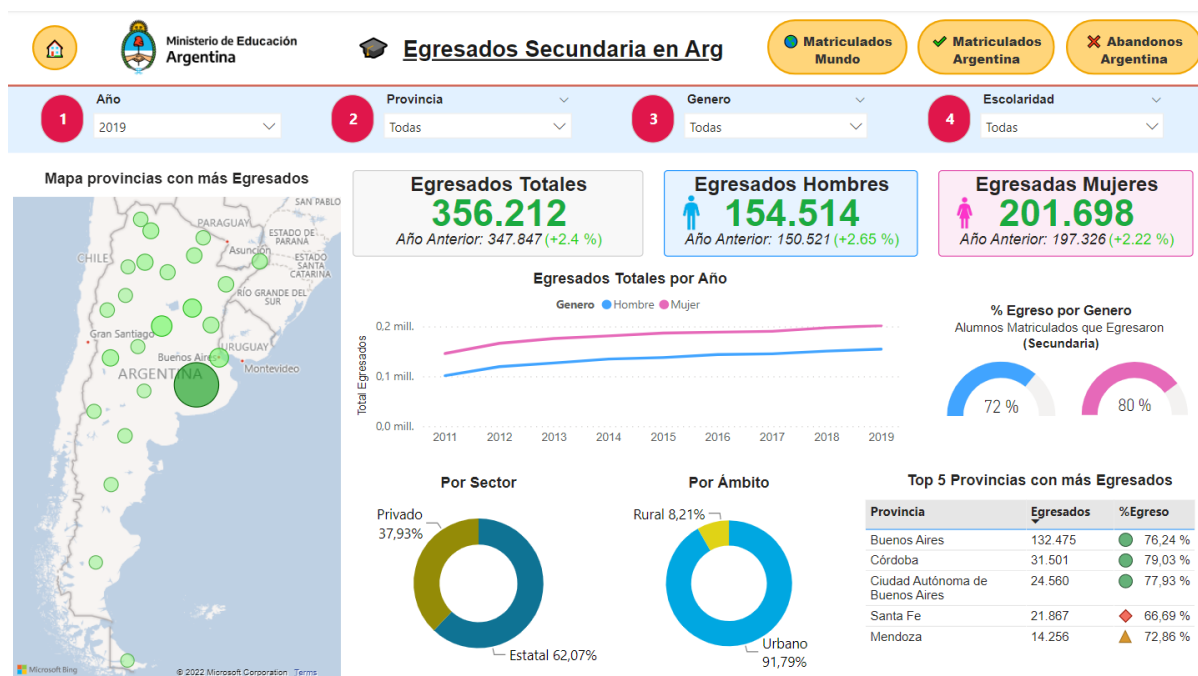 Ministerio de Educación
Argentina
Egresados Secundaria en Arg
Matriculados
Mundo
Matriculados
Argentina
Abandonos
Argentina
1
Año
2019
2
Provincia
Todas
3
Genero
Todas
4
Escolaridad
Todas
Mapa provincias con más Egresados
SAN PABLO
PARAGUAY
ESTADO DE
PARANÁ
Asunción
CHILE
ESTADO
SANTA
CATARINA
RÍO GRANDE DEL
SUR
Gran Santiago
URUGUAY
Buenos Aires
Montevideo
ARGENTINA
Microsoft Bing
© 2022 Microsoft Corporation Terms
Egresados Totales
356.212
Año Anterior: 347.847 (+2.4 %)
Egresados Hombres
154.514
Año Anterior: 150.521 (+2.65 %)
Egresadas Mujeres
201.698
Año Anterior: 197.326 (+2.22 %)
Egresados Totales por Año
Genero Hombre Mujer
Total Egresados
0,2 mill.
0,1 mill.
0,0 mill.
2011 2012 2013 2014 2015 2016 2017 2018 2019
% Egreso por Genero
Alumnos Matriculados que Egresaron
(Secundaria)
72 %
80 %
Por Sector
Privado
37,93%
Estatal 62,07%
Por Ámbito
Rural 8,21%
Urbano
91,79%
Top 5 Provincias con más Egresados
Provincia Egresados %Egreso
Buenos Aires 132.475 76,24 %
Córdoba 31.501 79,03 %
Ciudad Autónoma de
Buenos Aires 24.560 77,93 %
Santa Fe 21.867 66,69 %
Mendoza 14.256 72,86 %